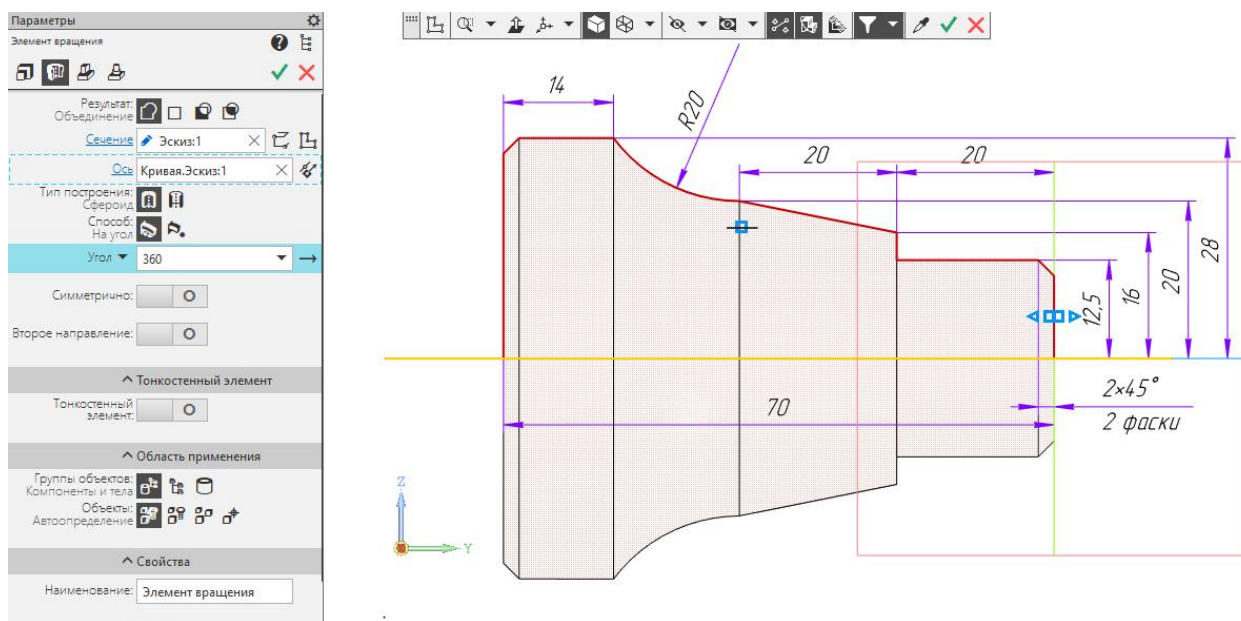 Параметры
Элемент вращения
Результат:
Объединение
Сечение Эскиз:1
Ось Кривая.Эскиз:1
Тип построения:
Сфероид
Способ:
На угол
Угол 360
Симметрично:
Второе направление:
Тонкостенный элемент
Тонкостенный
элемент:
Область применения
Группы объектов:
Компоненты и тела
Объекты:
Автоопределение
Свойства
Наименование: Элемент вращения
14
R20
20
20
28
20
16
12,5
2×45°
2 фаски
70
Z
Y